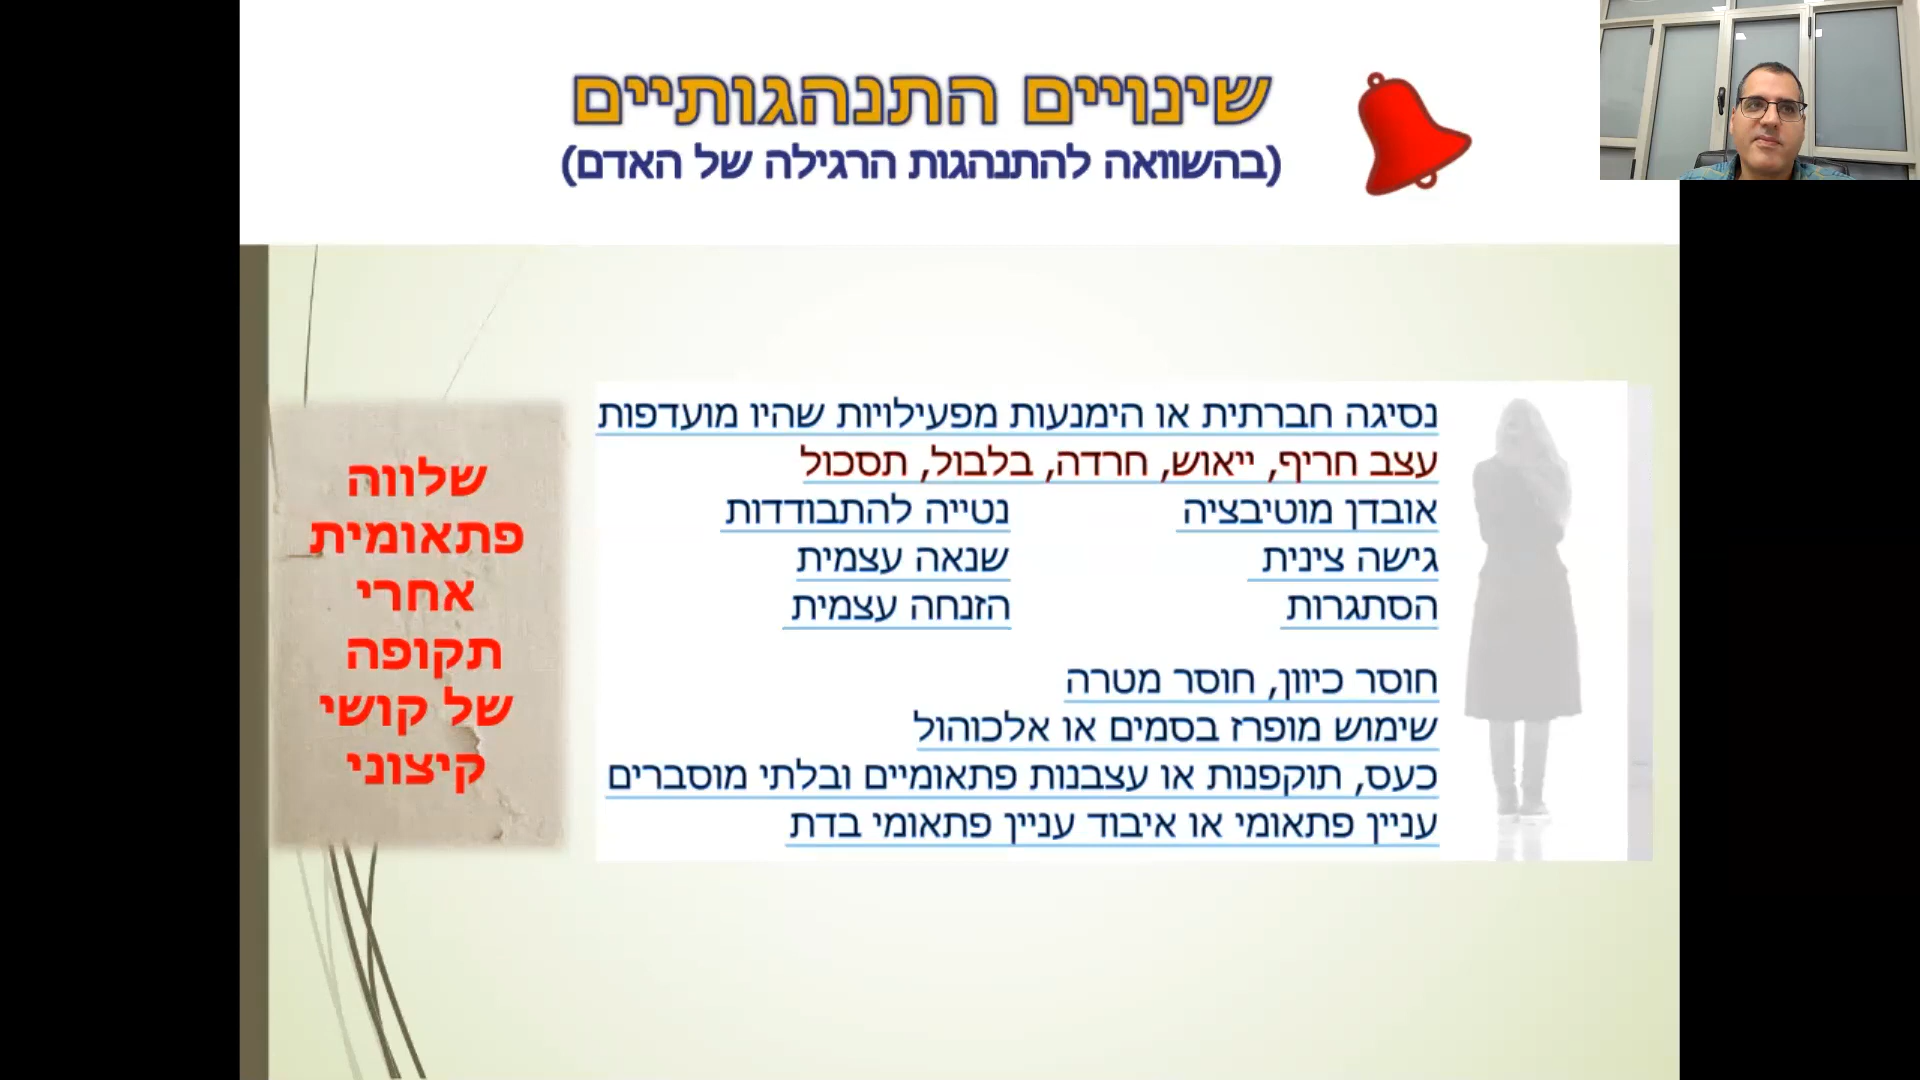 שינויים התנהגותיים
(בהשוואה להתנהגות הרגילה של האדם)
נסיגה חברתית או הימנעות מפעילויות שהיו מועדפות
עצב חריף, ייאוש, חרדה, בלבול, תסכול
אובדן מוטיבציה נטייה להתבודדות
גישה צינית שנאה עצמית
הסתגרות הזנחה עצמית
חוסר כיוון, חוסר מטרה
שימוש מופרז בסמים או אלכוהול
כעס, תוקפנות או עצבנות פתאומיים ובלתי מוסברים
עניין פתאומי או איבוד עניין פתאומי בדת
שלווה
פתאומית
אחרי
תקופה
של קושי
קיצוני